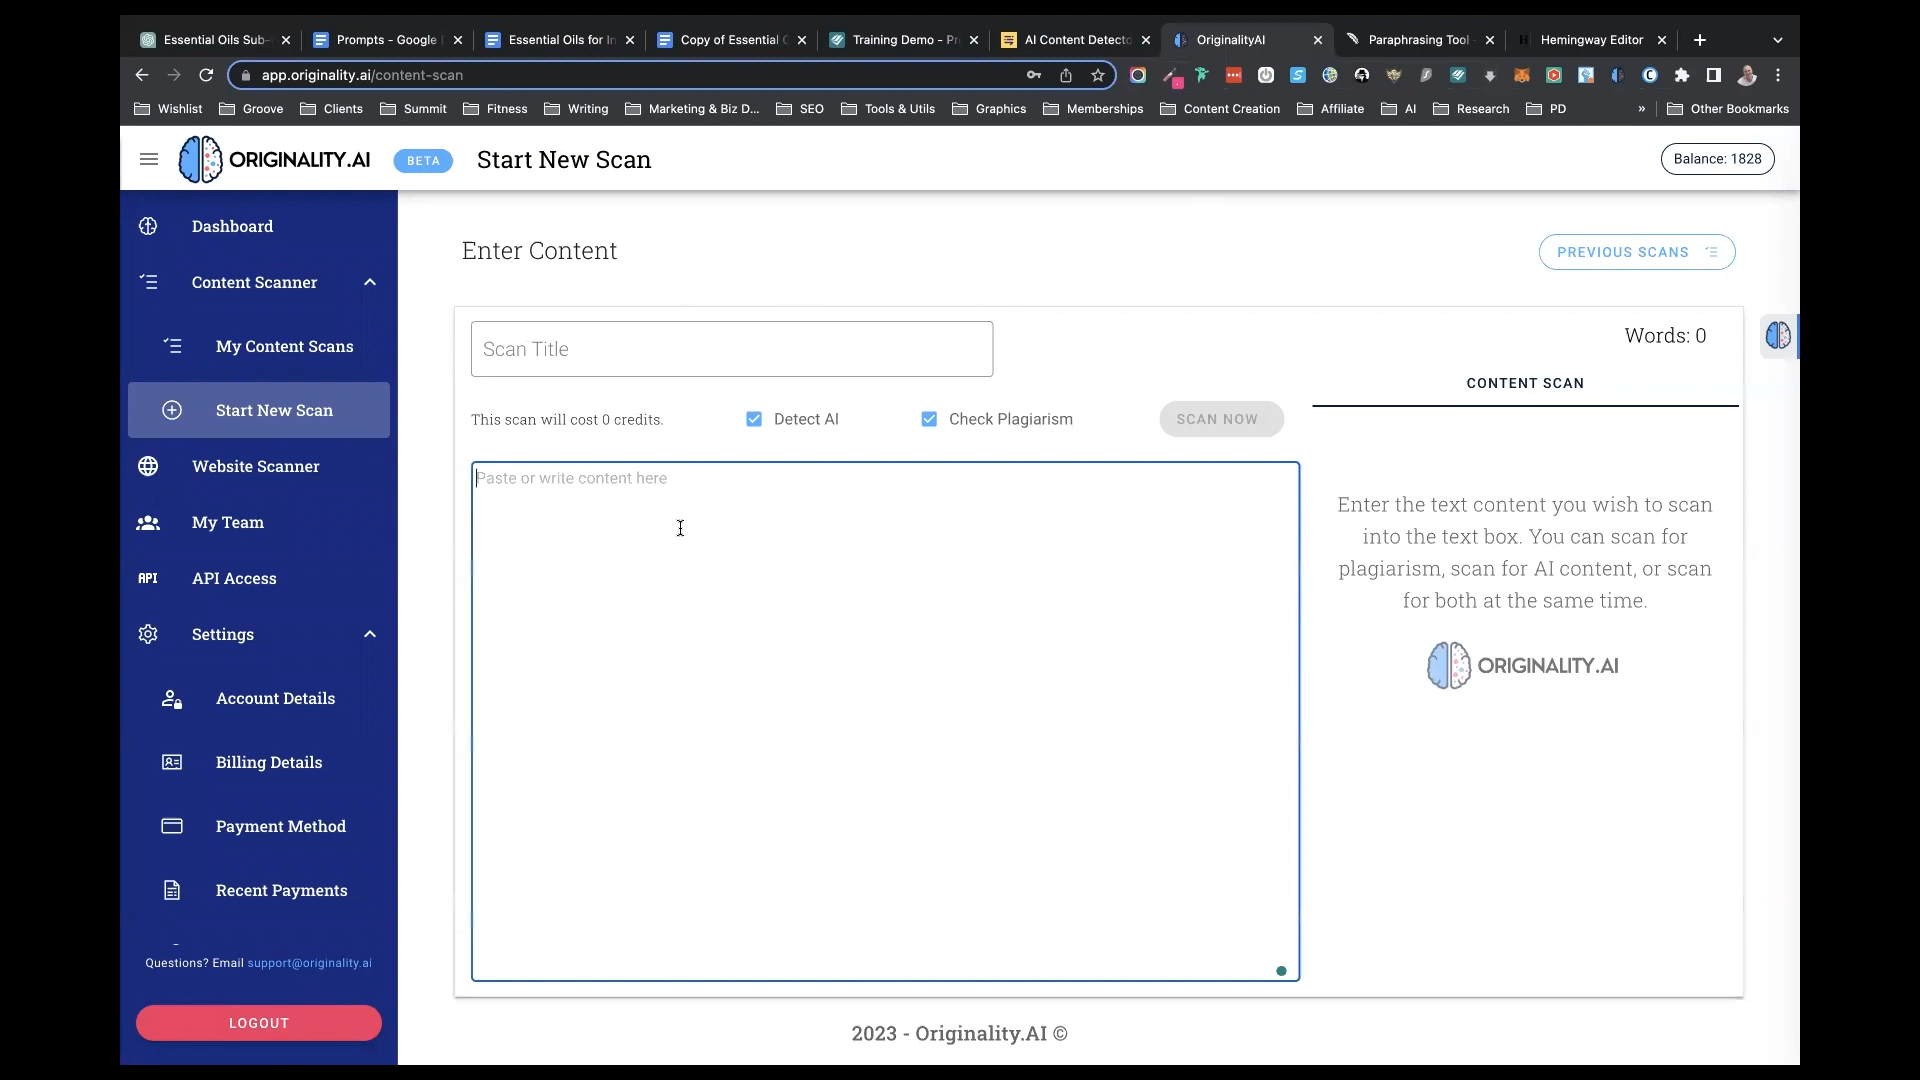 Essential Oils Sub-
Prompts - Google
Essential Oils for In
Copy of Essential
Training Demo - Pr
AI Content Detecto
OriginalityAI
Paraphrasing Tool
Hemingway Editor
app.originality.ai/content-scan
Wishlist
Groove
Clients
Summit
Fitness
Writing
Marketing & Biz D...
SEO
Tools & Utils
Graphics
Memberships
Content Creation
Affiliate
AI
Research
PD
»
Other Bookmarks
ORIGINALITY.AI
BETA
Start New Scan
Balance: 1828
Dashboard
Content Scanner
My Content Scans
Start New Scan
Website Scanner
My Team
API
API Access
Settings
Account Details
Billing Details
Payment Method
Recent Payments
Questions? Email support@originality.ai
LOGOUT
Enter Content
PREVIOUS SCANS
Scan Title
Words: 0
This scan will cost 0 credits.
Detect AI
Check Plagiarism
SCAN NOW
CONTENT SCAN
Paste or write content here
Enter the text content you wish to scan
into the text box. You can scan for
plagiarism, scan for AI content, or scan
for both at the same time.
ORIGINALITY.AI
2023 - Originality.AI ©